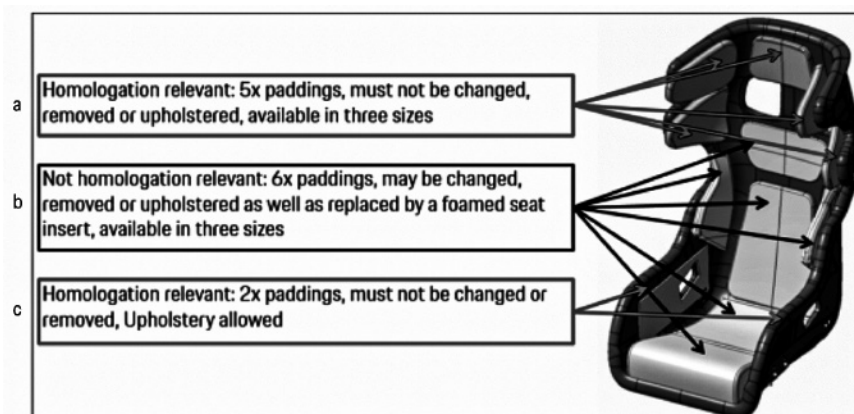 a
Homologation relevant: 5x paddings, must not be changed,
removed or upholstered, available in three sizes
b
Not homologation relevant: 6x paddings, may be changed,
removed or upholstered as well as replaced by a foamed seat
insert, available in three sizes
c
Homologation relevant: 2x paddings, must not be changed or
removed, Upholstery allowed